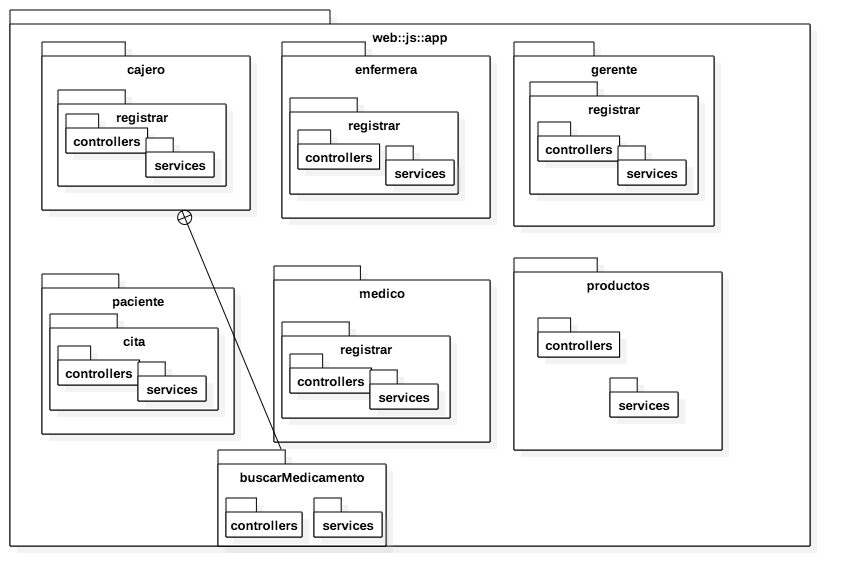 web::js::app
cajero
registrar
controllers
services
enfermera
registrar
controllers
services
gerente
registrar
controllers
services
paciente
cita
controllers
services
medico
registrar
controllers
services
productos
controllers
services
buscarMedicamento
controllers
services